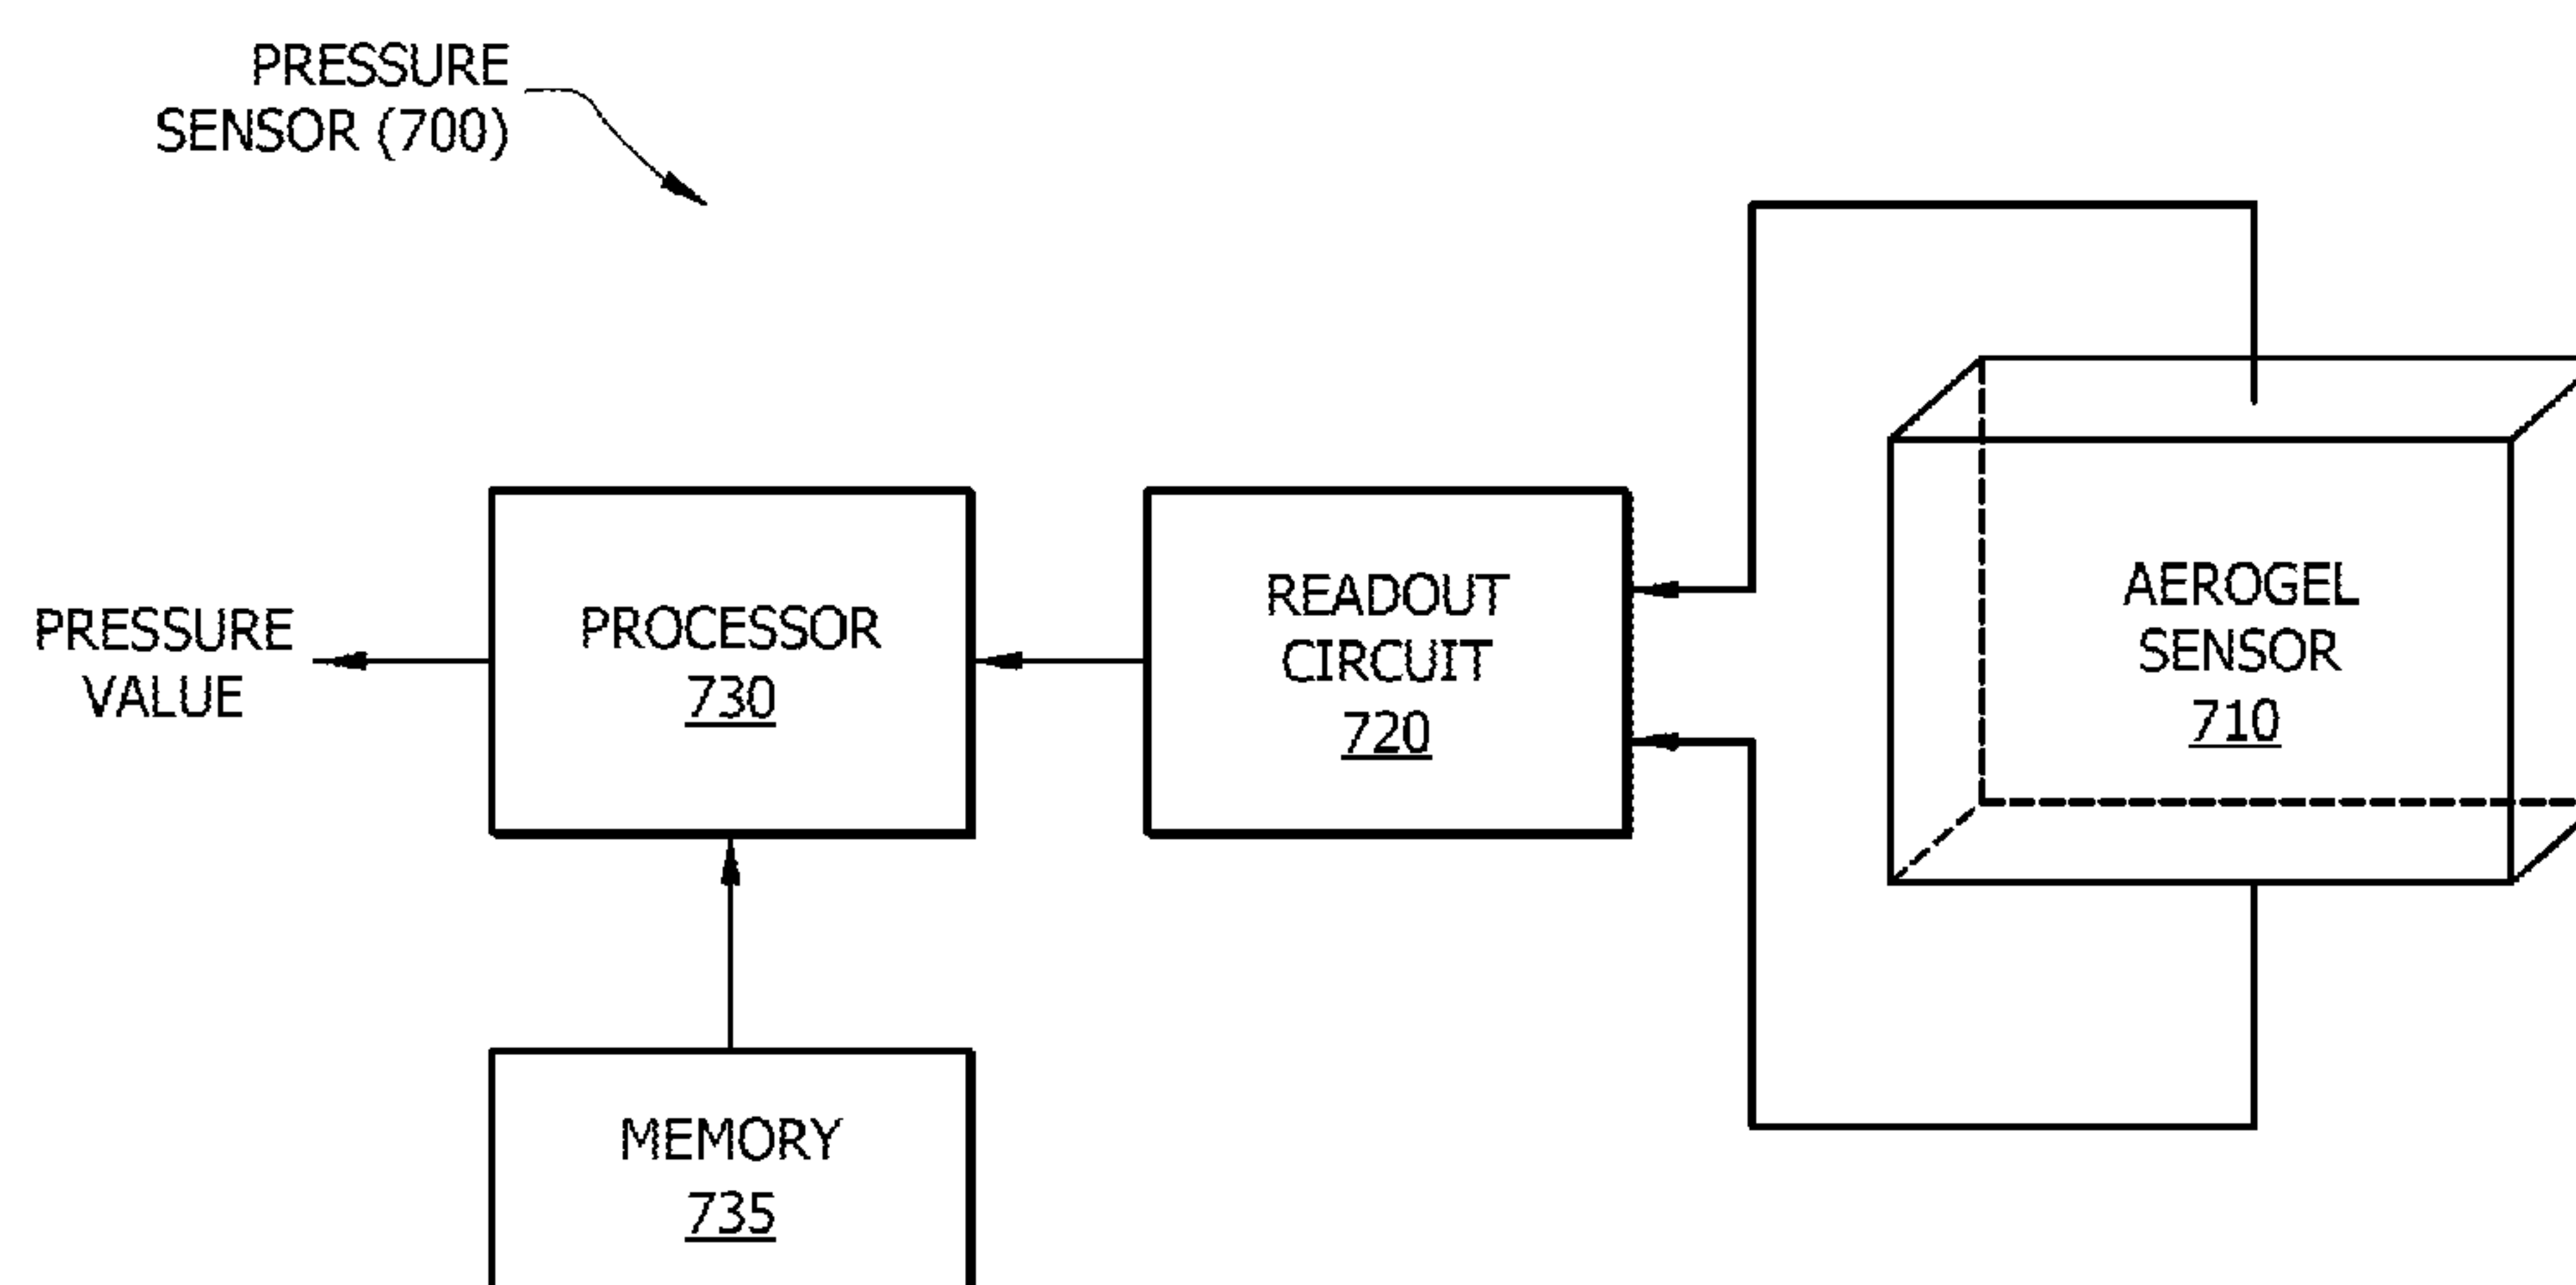 PRESSURE
SENSOR (700)
PRESSURE
VALUE
PROCESSOR
730
READOUT
CIRCUIT
720
AEROGEL
SENSOR
710
MEMORY
735